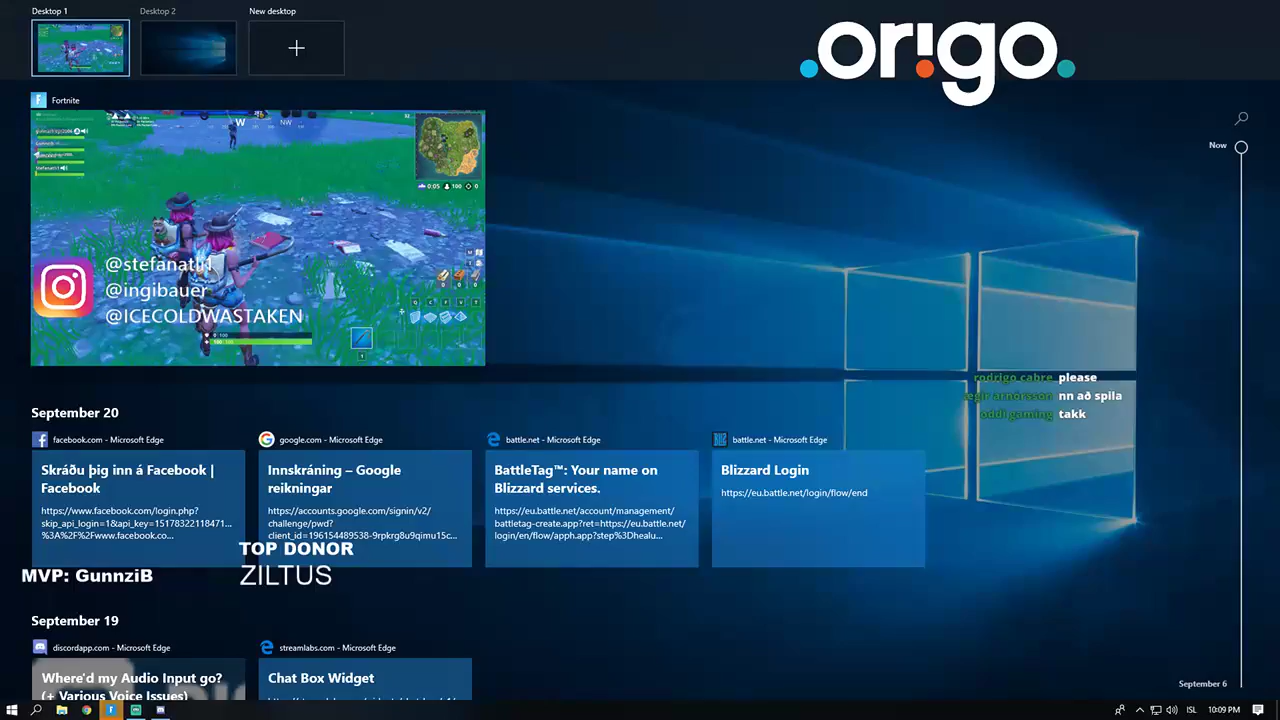 Desktop 1
Desktop 2
New desktop
origo.
Fortnite
W
NW
0:05
100
0
@ingibauer
@ICECOLDWASTAKEN
Now
rodrigo cabre please
nn að spila
oddi gaming takk
September 20
facebook.com - Microsoft Edge
Skráðu þig inn á Facebook |
Facebook
https://www.facebook.com/login.php?
skip_api_login=1&api_key=15178322118471...
%3A%2F%2Fwww.facebook.co...
google.com - Microsoft Edge
Innskráning – Google
reikningar
https://accounts.google.com/signin/v2/
challenge/pwd?
client_id=196154489538-9rpkrg8u9qimu15c...
battle.net - Microsoft Edge
BattleTag™: Your name on
Blizzard services.
https://eu.battle.net/account/management/
battletag-create.app?ret=https://eu.battle.net/
login/en/flow/apph.app?step%3Dhealu...
battle.net - Microsoft Edge
Blizzard Login
https://eu.battle.net/login/flow/end
TOP DONOR
ZILTUS
MVP: GunnziB
September 19
discordapp.com - Microsoft Edge
Where'd my Audio Input go?
(+ Various Voice Issues)
streamlabs.com - Microsoft Edge
Chat Box Widget
September 6
ISL
10:09 PM